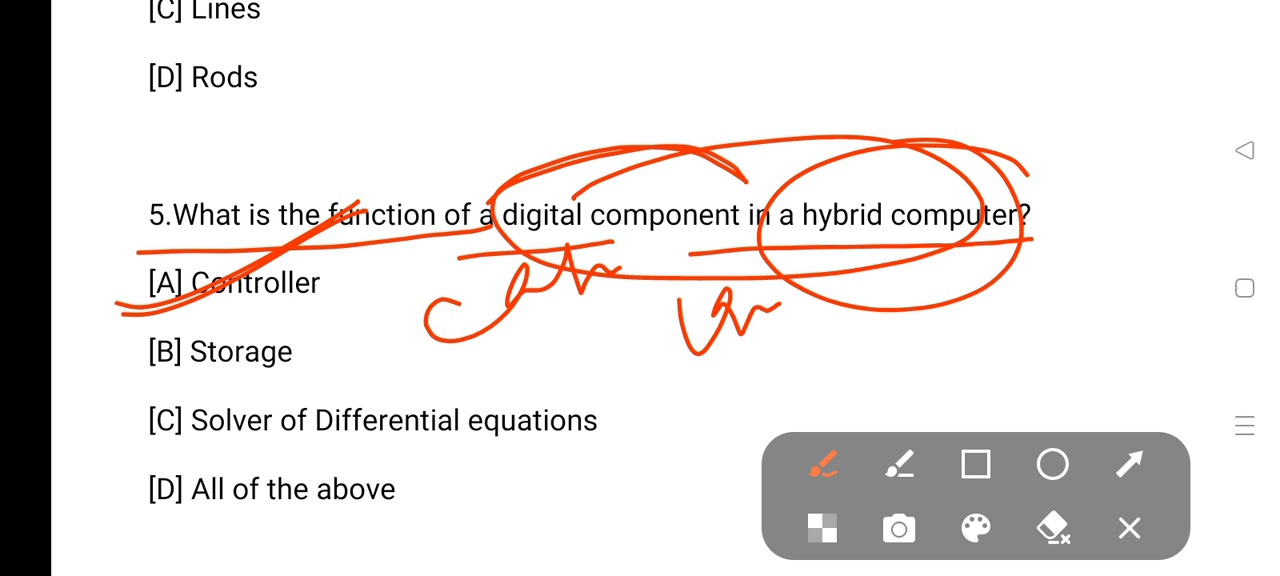 [C] Lines
[D] Rods
5.What is the function of a digital component in a hybrid computer?
[A] Controller
[B] Storage
[C] Solver of Differential equations
[D] All of the above